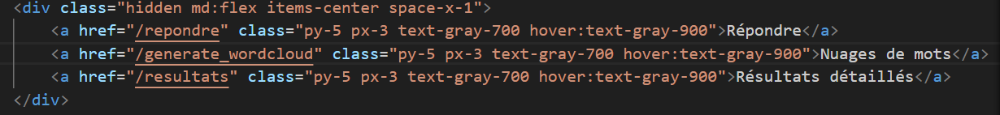 <div class="hidden md:flex items-center space-x-1">
<a href="/repondre" class="py-5 px-3 text-gray-700 hover:text-gray-900">Répondre</a>
<a href="/generate_wordcloud" class="py-5 px-3 text-gray-700 hover:text-gray-900">Nuages de mots</a>
<a href="/resultats" class="py-5 px-3 text-gray-700 hover:text-gray-900">Résultats détaillés</a>
</div>